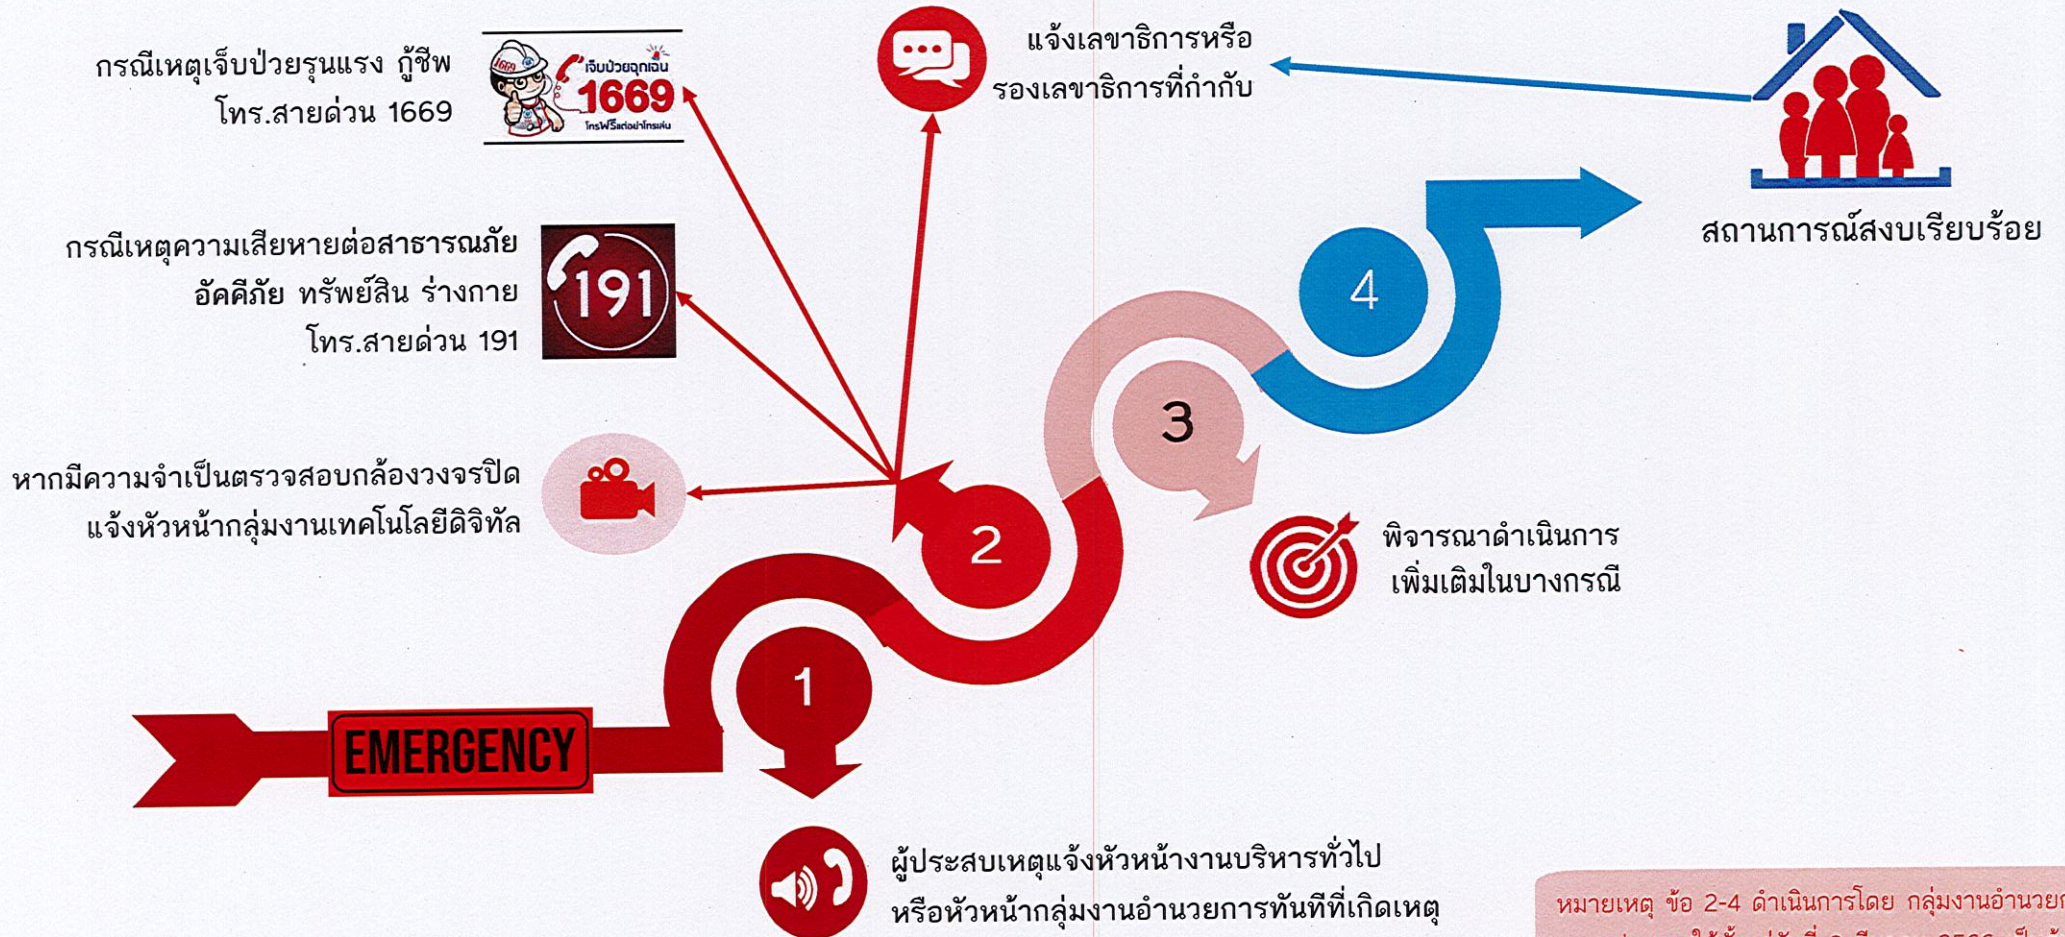 กรณีเหตุเจ็บป่วยรุนแรง กู้ชีพ
โทร.สายด่วน 1669
1669
เจ็บป่วยฉุกเฉิน
1669
โทรฟรีแต่อย่าโทรเล่น
แจ้งเลขาธิการหรือ
รองเลขาธิการที่กำกับ
สถานการณ์สงบเรียบร้อย
กรณีเหตุความเสียหายต่อสาธารณภัย
อัคคีภัย ทรัพย์สิน ร่างกาย
โทร.สายด่วน 191
191
4
3
หากมีความจำเป็นตรวจสอบกล้องวงจรปิด
แจ้งหัวหน้ากลุ่มงานเทคโนโลยีดิจิทัล
2
พิจารณาดำเนินการ
เพิ่มเติมในบางกรณี
1
EMERGENCY
ผู้ประสบเหตุแจ้งหัวหน้างานบริหารทั่วไป
หรือหัวหน้ากลุ่มงานอำนวยการทันทีที่เกิดเหตุ
หมายเหตุ ข้อ 2-4 ดำเนินการโดย กลุ่มงานอำนวย